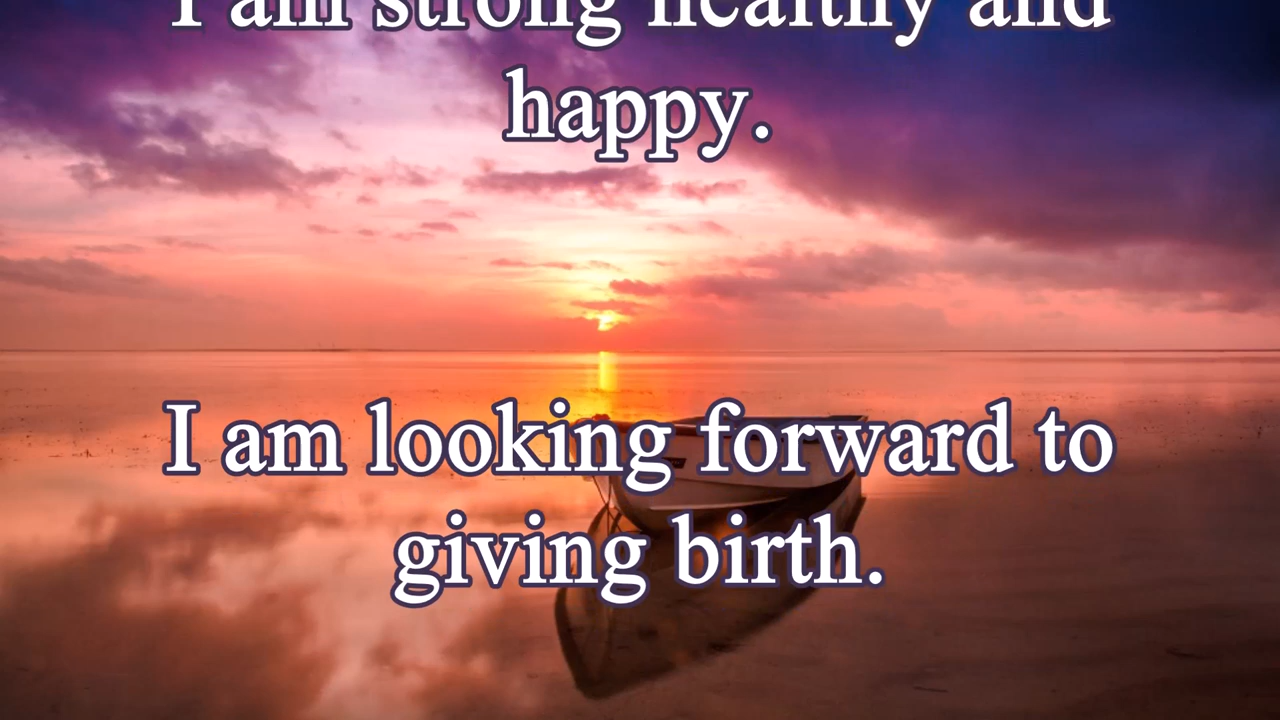 I am strong healthy and
happy.
I am looking forward to
giving birth.